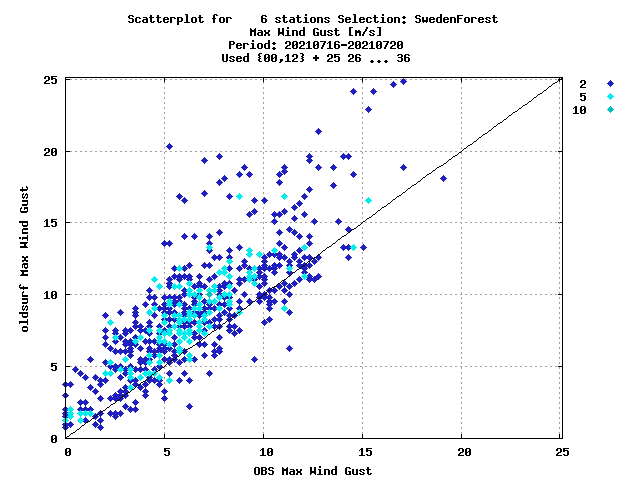 Scatterplot for    6 stations Selection: SwedenForest
Max Wind Gust [m/s]
Period: 20210716-20210720
Used {00,12} + 25 26 ... 36
25
20
15
10
5
0
oldsurf Max Wind Gust
0 5 10 15 20 25
OBS Max Wind Gust
2
5
10